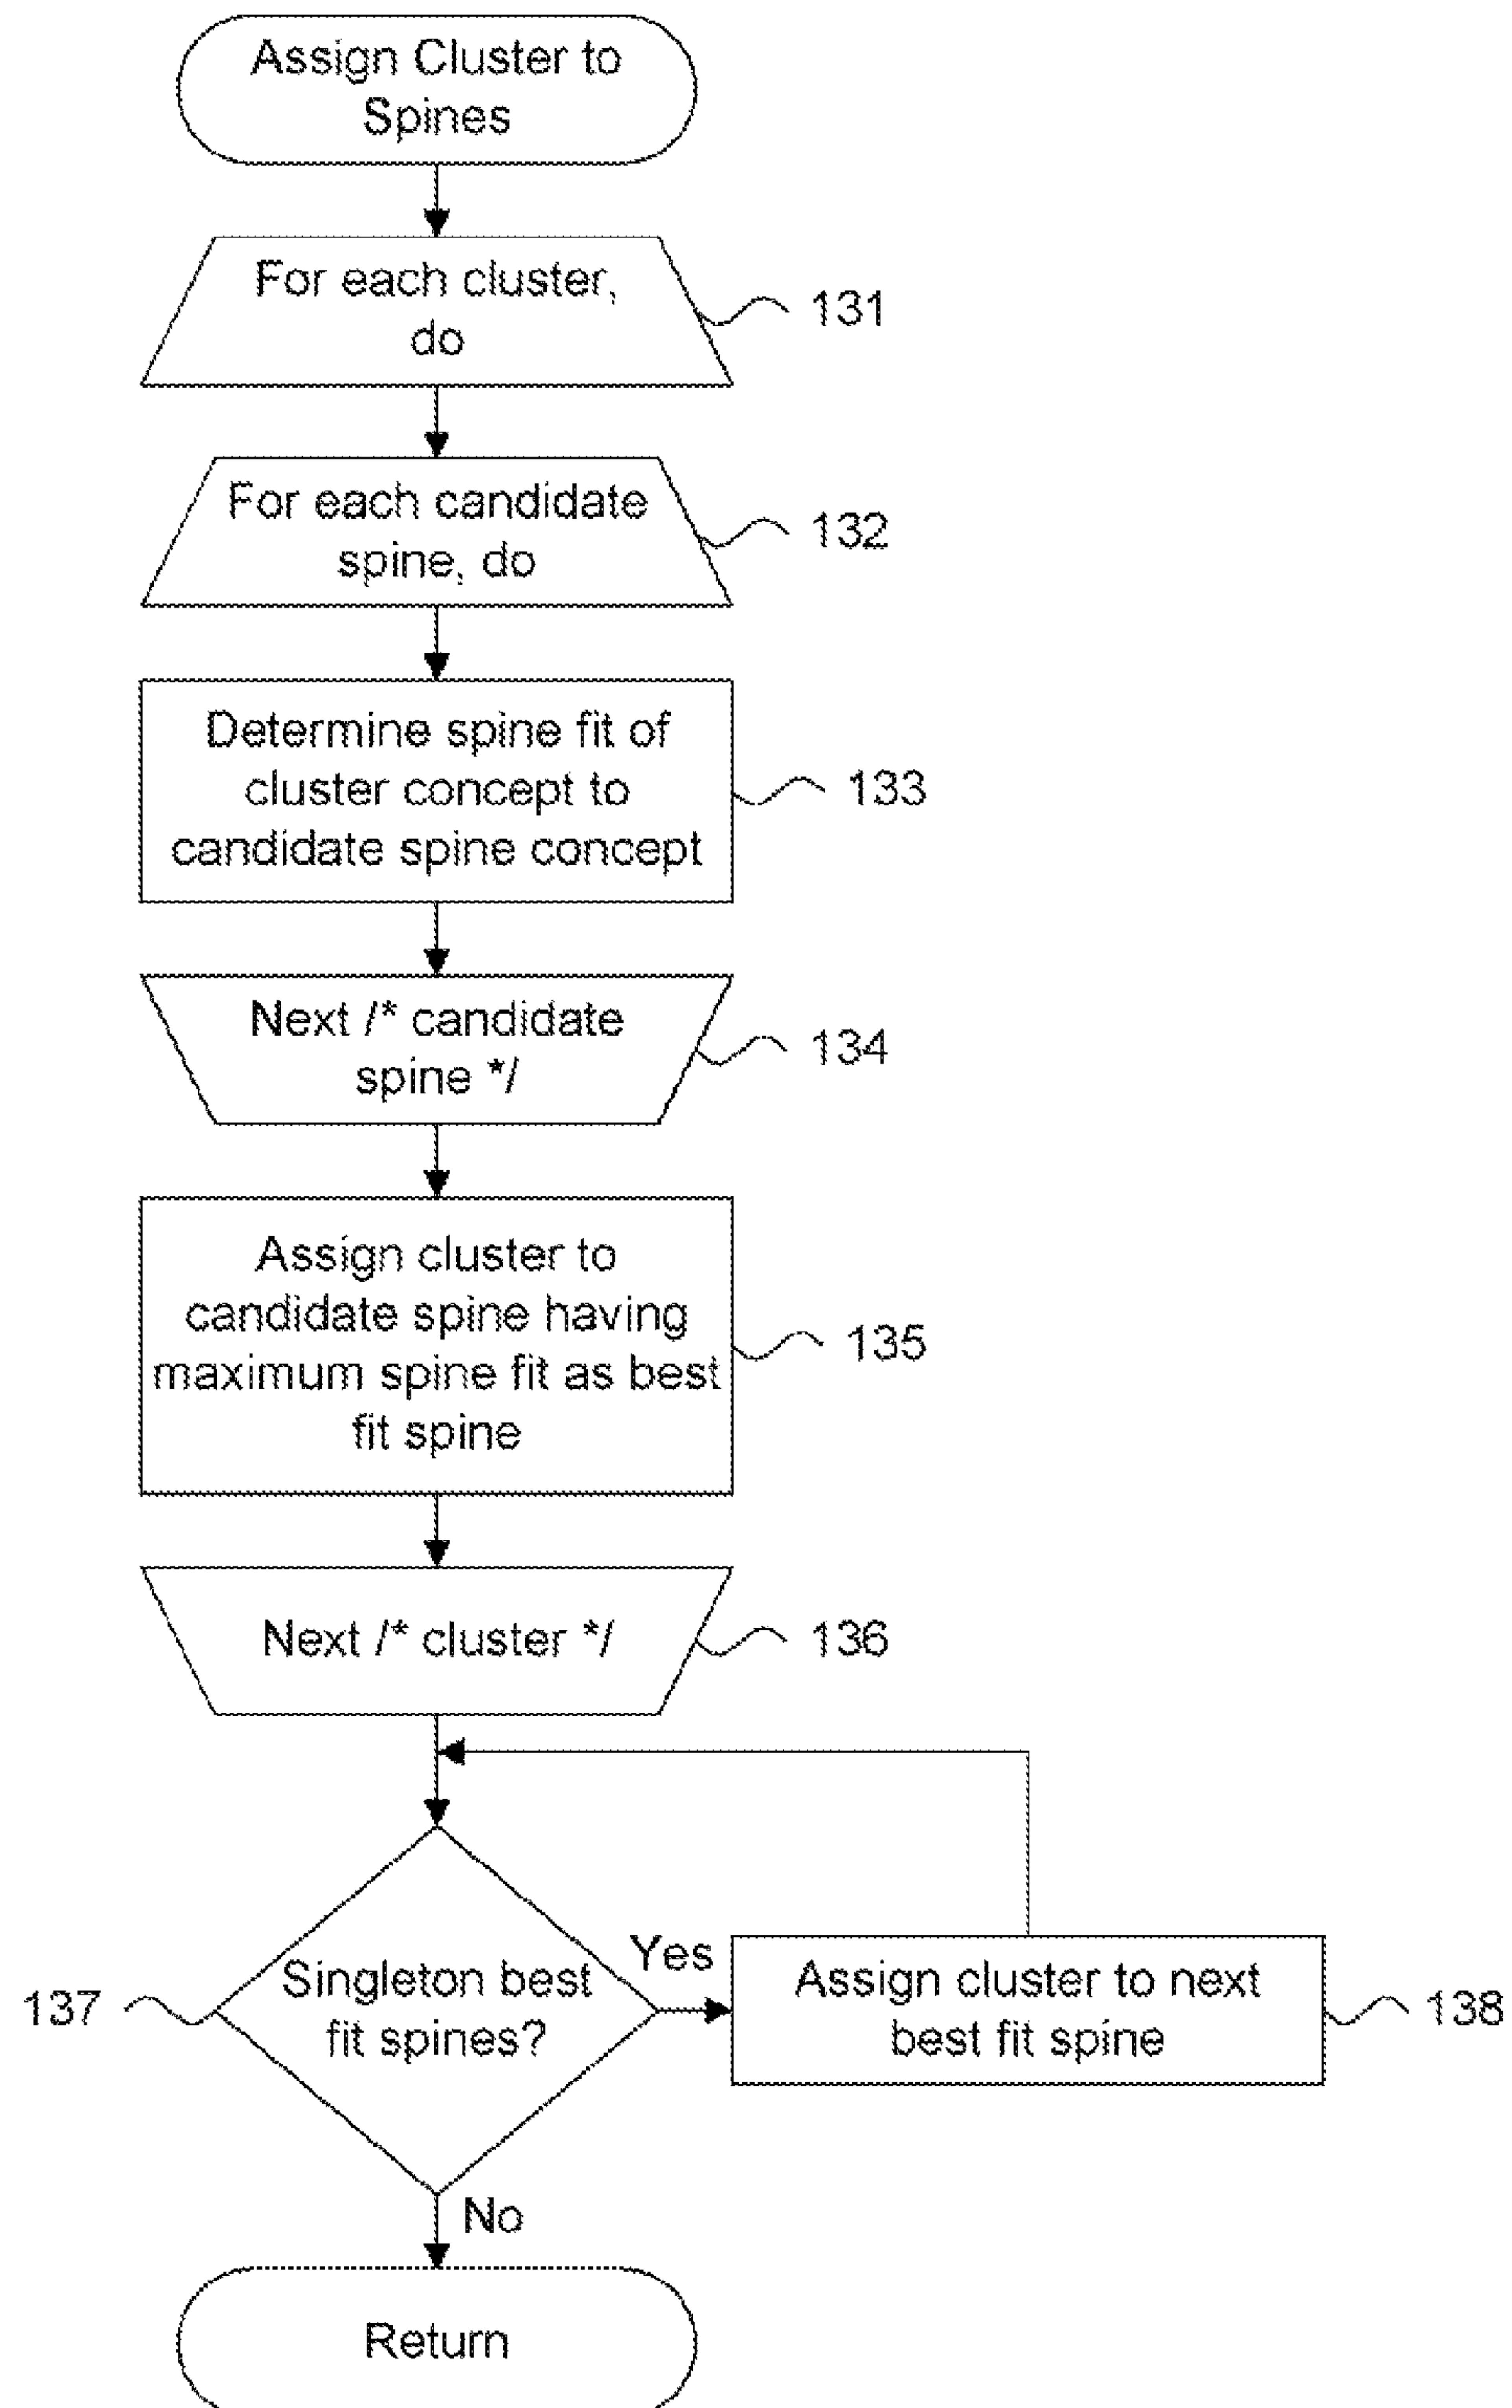 Assign Cluster to
Spines
For each cluster,
do
131
For each candidate
spine, do
132
Determine spine fit of
cluster concept to
candidate spine concept
133
Next /* candidate
spine */
134
Assign cluster to
candidate spine having
maximum spine fit as best
fit spine
135
Next /* cluster */
136
Singleton best
fit spines?
137
Yes
Assign cluster to next
best fit spine
138
No
Return